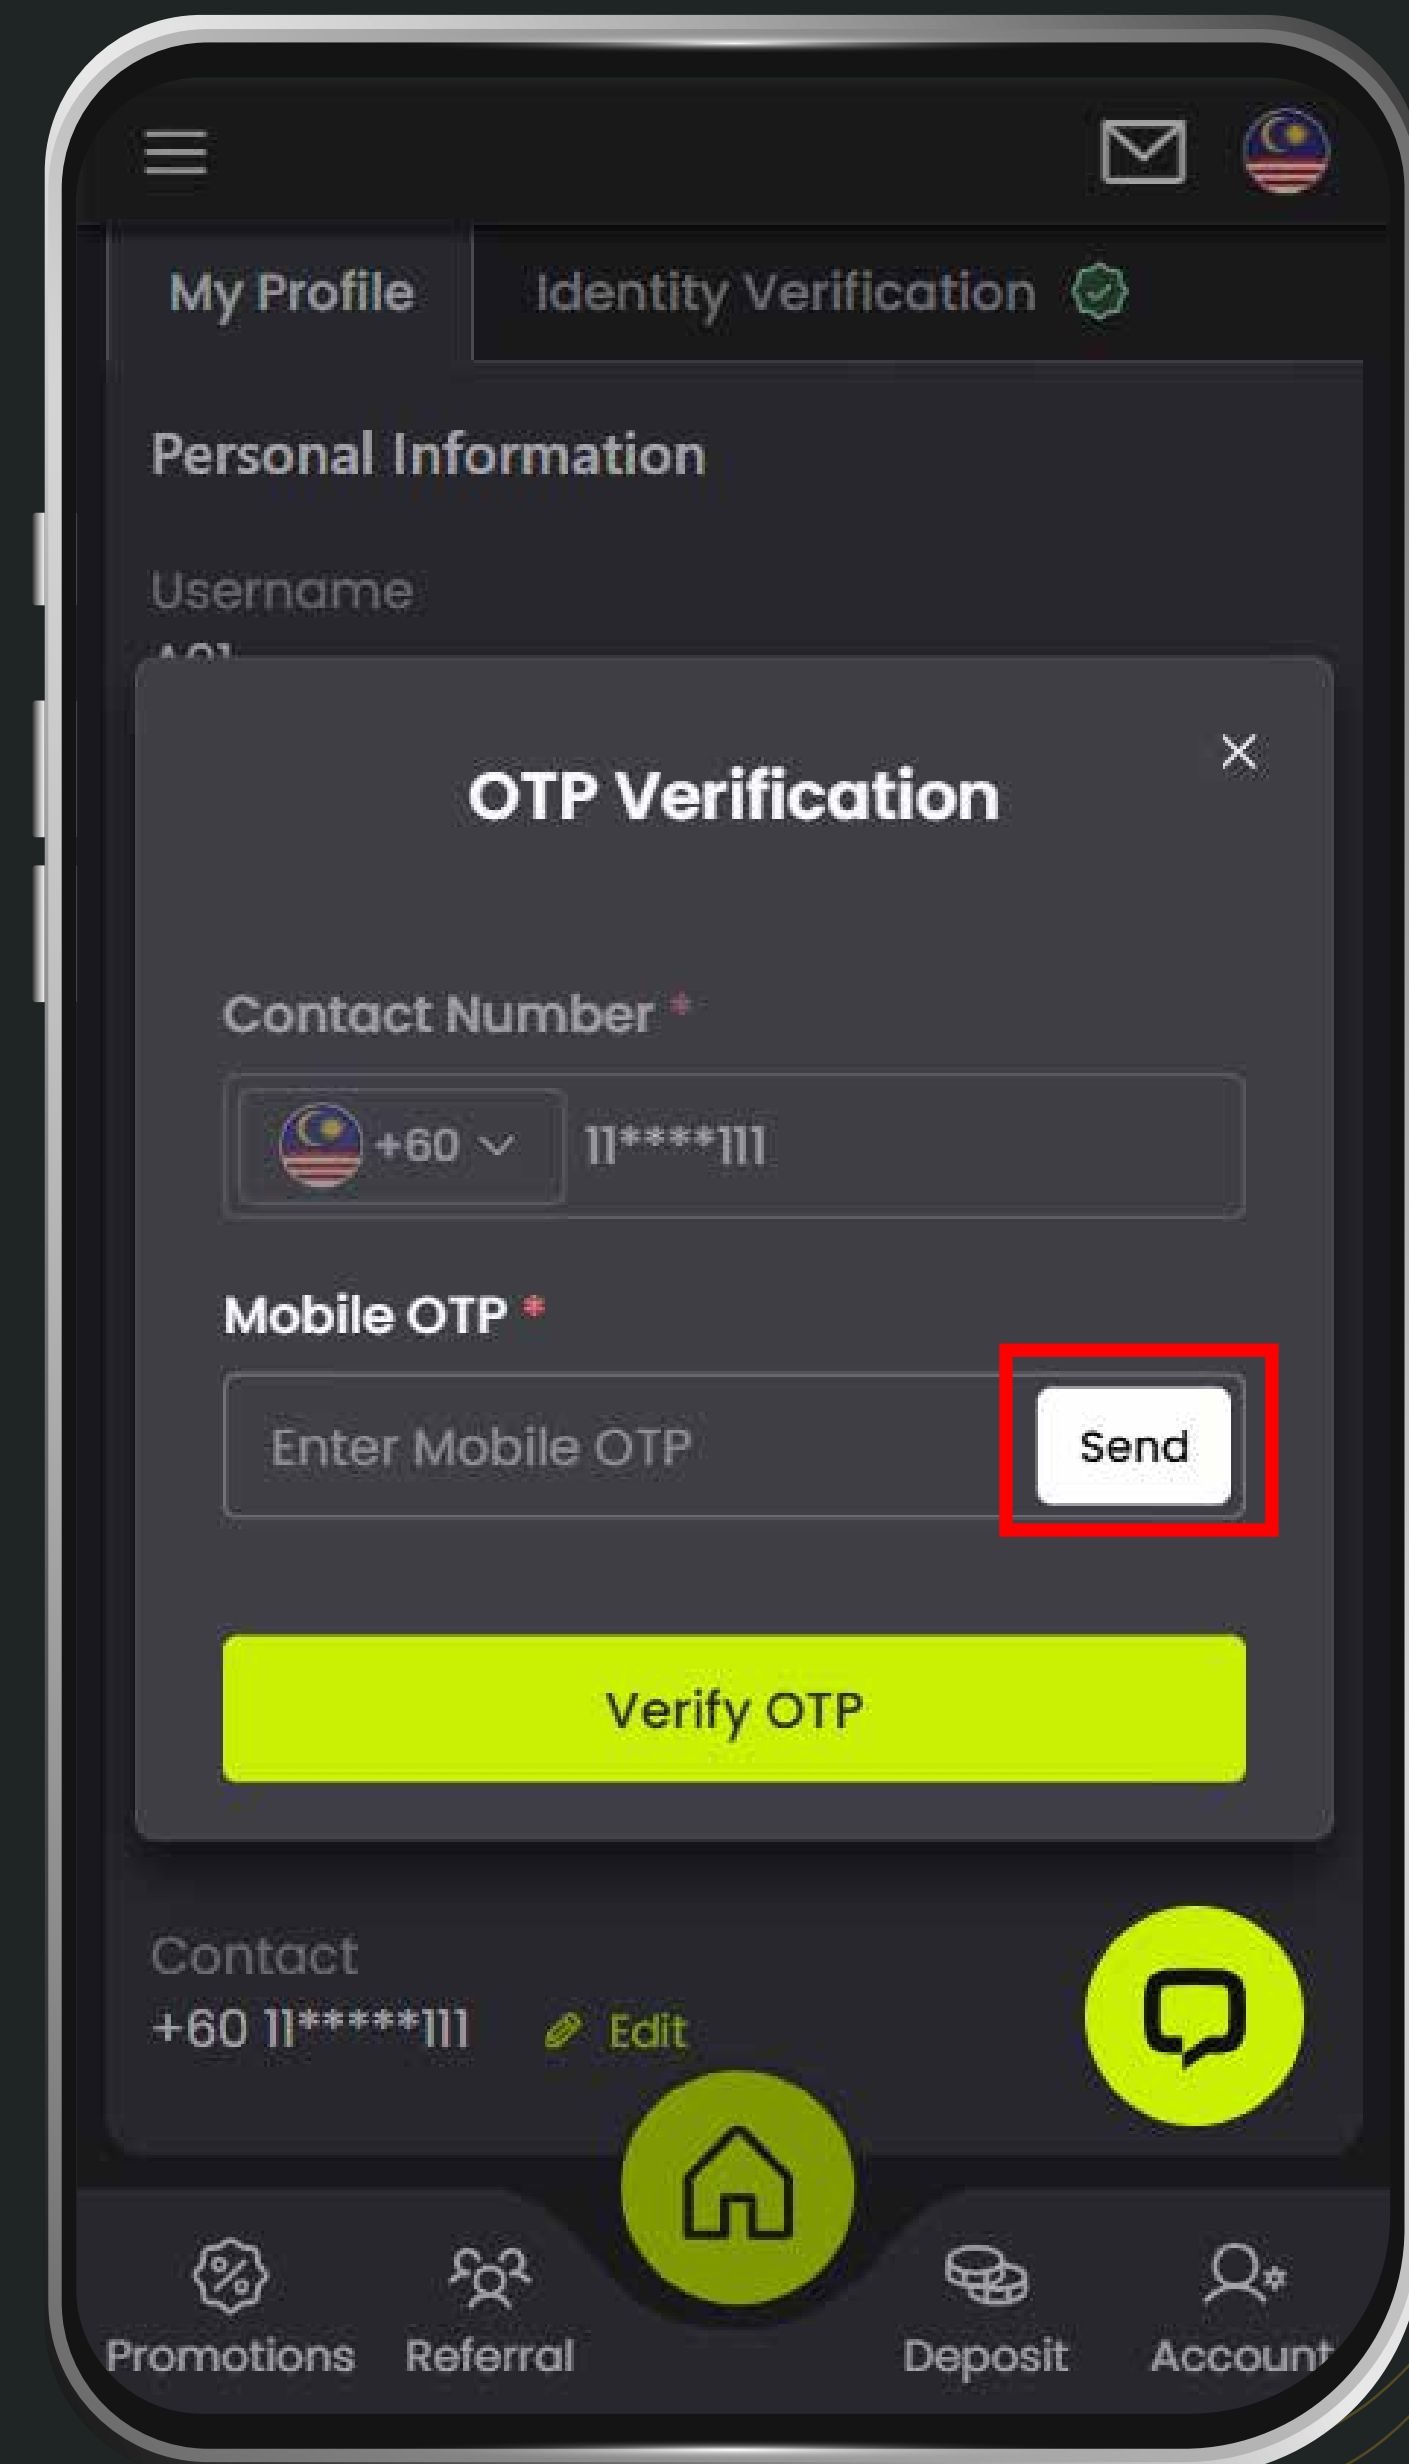 My Profile
Identity Verification
Personal Information
Username
OTP Verification
Contact Number *
+60 11****111
Mobile OTP *
Enter Mobile OTP
Send
Verify OTP
Contact
+60 11*****111
Edit
Promotions
Referral
Deposit
Account